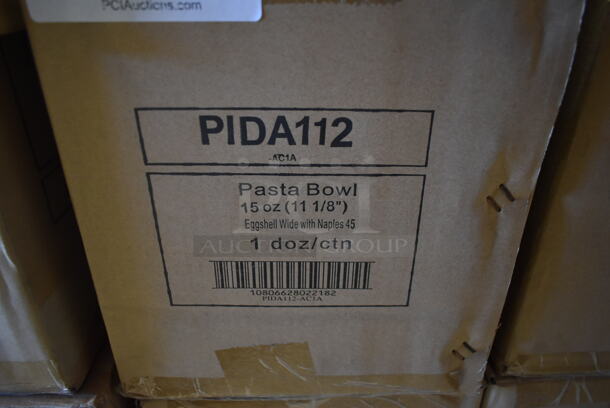 PCIAuctions.com
PIDA112
-AC1A
Pasta Bowl
15 oz (11 1/8")
Eggshell Wide with Naples 45
AUCTION GROUP
1 doz/ctn
10806628022182
PIDA112-AC1A